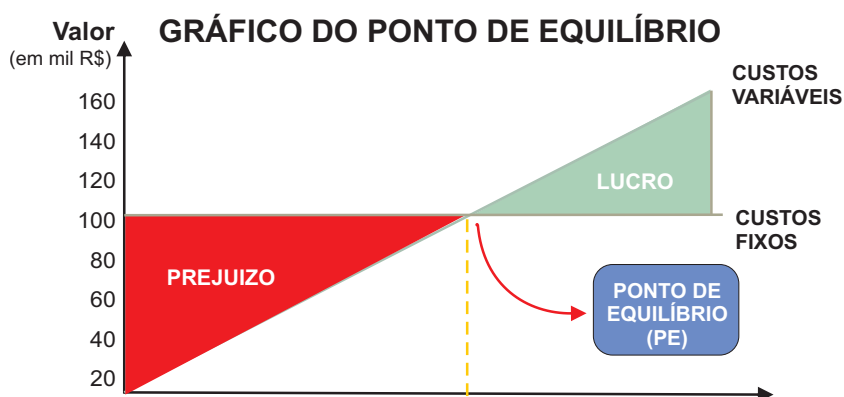 GRÁFICO DO PONTO DE EQUILÍBRIO
Valor
(em mil R$)
160
140
120
100
80
60
40
20
CUSTOS
VARIÁVEIS
LUCRO
CUSTOS
FIXOS
PREJUIZO
PONTO DE
EQUILÍBRIO
(PE)